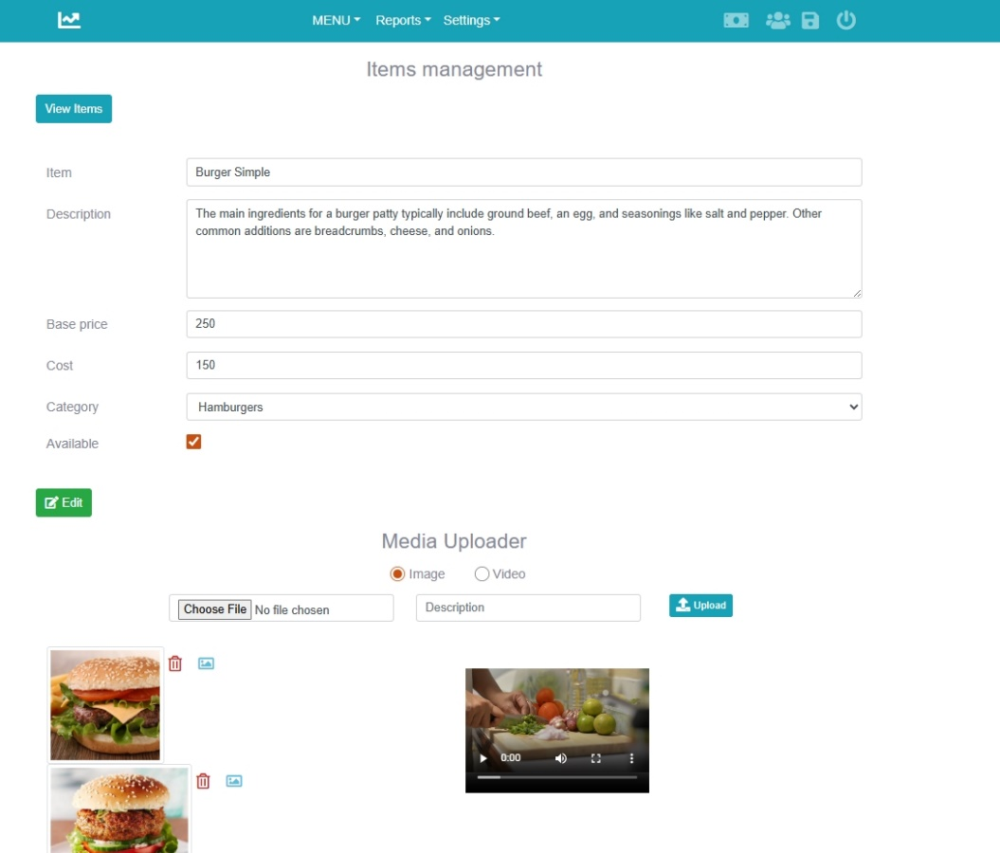 MENU Reports Settings
Items management
View Items
Item Burger Simple
Description The main ingredients for a burger patty typically include ground beef, an egg, and seasonings like salt and pepper. Other
common additions are breadcrumbs, cheese, and onions.
Base price 250
Cost 150
Category Hamburgers
Available
Edit
Media Uploader
Image Video
Choose File No file chosen Description Upload
0:00